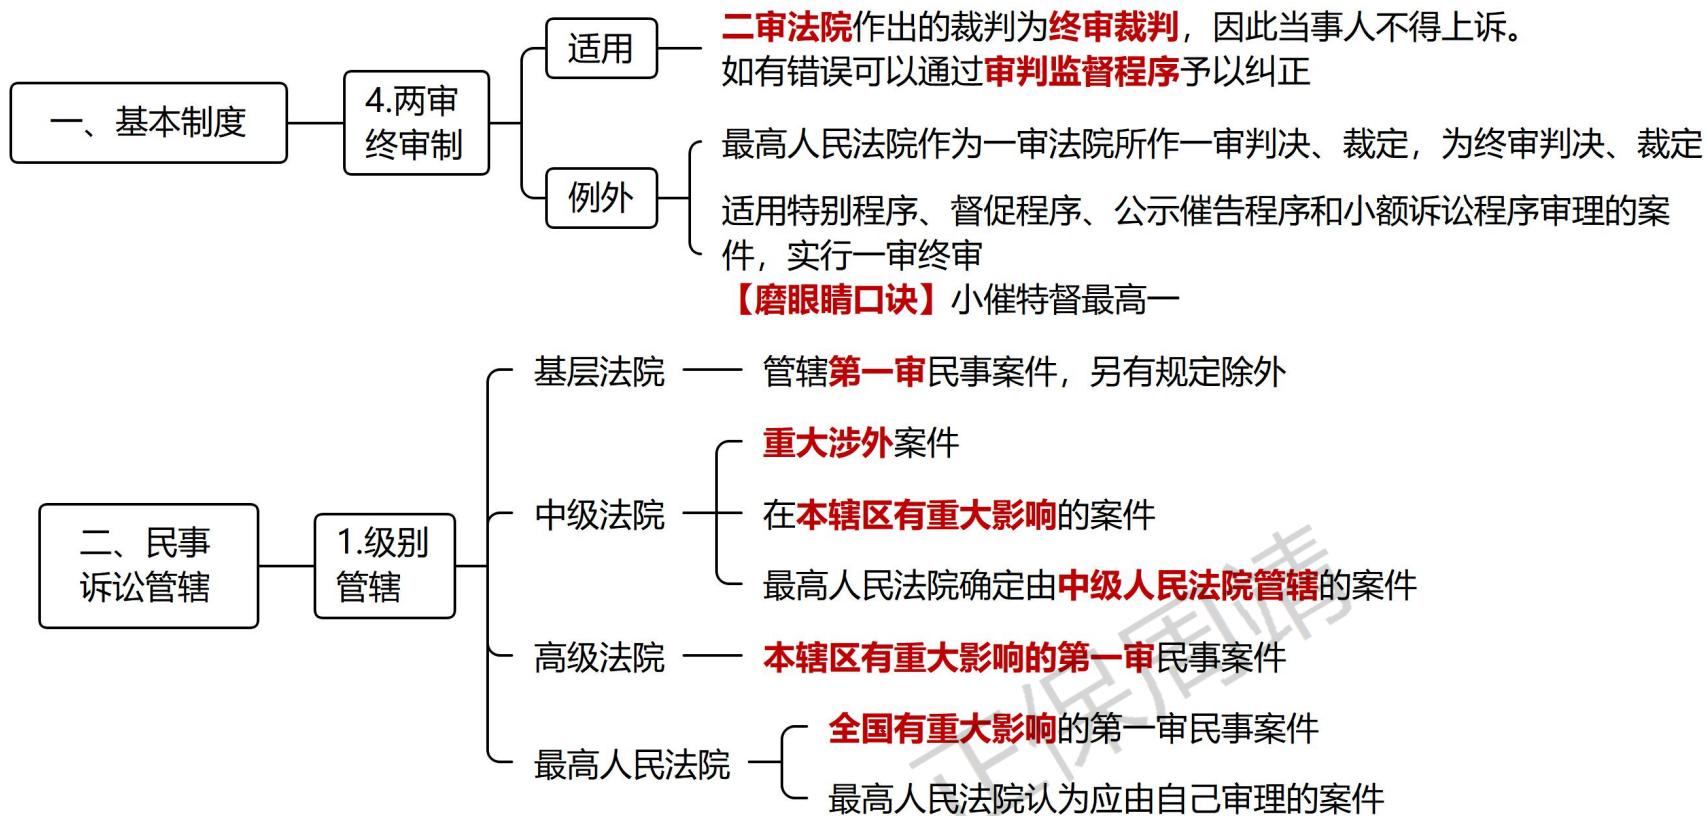 一、基本制度
4.两审
终审制
适用
二审法院作出的裁判为终审裁判，因此当事人不得上诉。
如有错误可以通过审判监督程序予以纠正
例外
最高人民法院作为一审法院所作一审判决、裁定，为终审判决、裁定
适用特别程序、督促程序、公示催告程序和小额诉讼程序审理的案
件，实行一审终审
【磨眼睛口诀】小催特督最高一
二、民事
诉讼管辖
1.级别
管辖
基层法院
管辖第一审民事案件，另有规定除外
中级法院
重大涉外案件
在本辖区有重大影响的案件
最高人民法院确定由中级人民法院管辖的案件
高级法院
本辖区有重大影响的第一审民事案件
最高人民法院
全国有重大影响的第一审民事案件
最高人民法院认为应由自己审理的案件
正保周靖